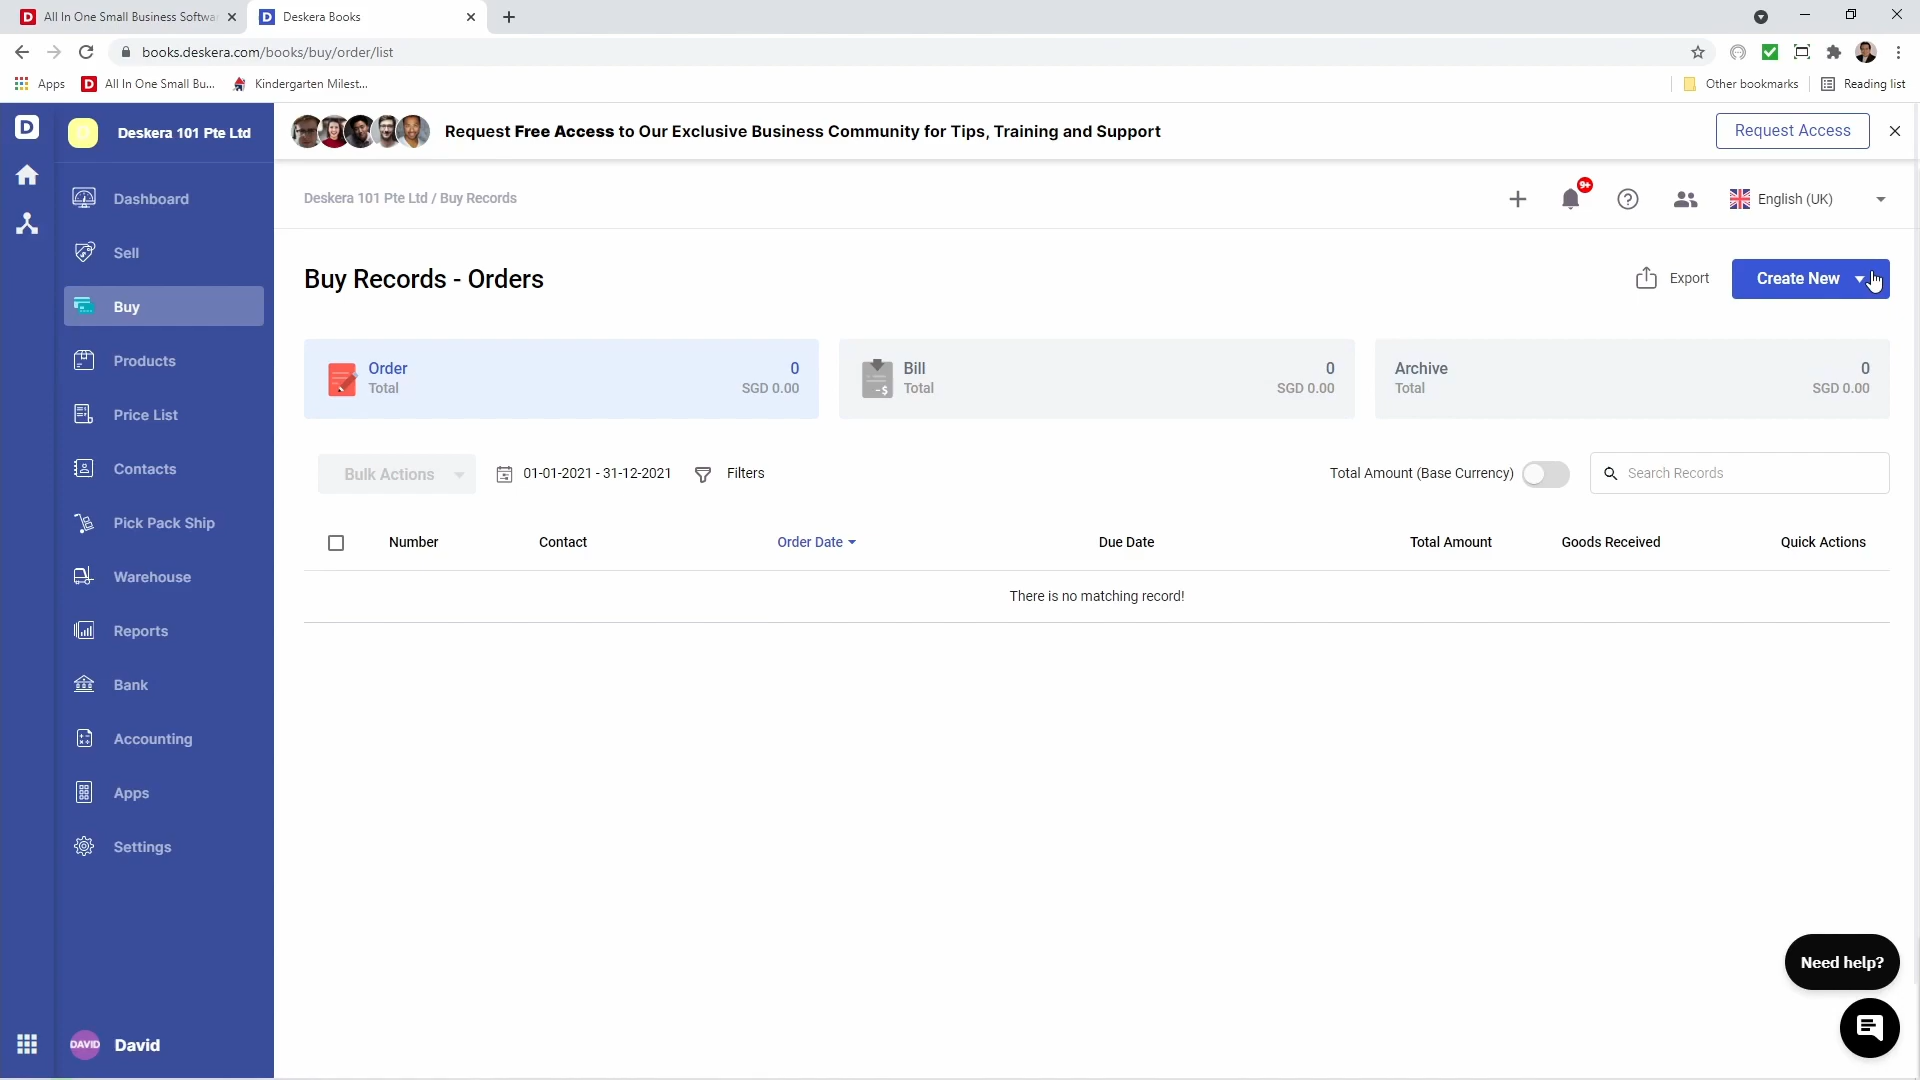 All In One Small Business Softwa
Deskera Books
books.deskera.com/books/buy/order/list
Apps
All In One Small Bu...
Kindergarten Milest...
Other bookmarks
Reading list
D
Deskera 101 Pte Ltd
Request Free Access to Our Exclusive Business Community for Tips, Training and Support
Request Access
Deskera 101 Pte Ltd / Buy Records
9+
English (UK)
Dashboard
Sell
Buy
Products
Price List
Contacts
Pick Pack Ship
Warehouse
Reports
Bank
Accounting
Apps
Settings
DAVID
David
Buy Records - Orders
Export
Create New
Order
0
Total
SGD 0.00
Bill
0
Total
SGD 0.00
Archive
0
Total
SGD 0.00
Bulk Actions
01-01-2021 - 31-12-2021
Filters
Total Amount (Base Currency)
Search Records
Number
Contact
Order Date
Due Date
Total Amount
Goods Received
Quick Actions
There is no matching record!
Need help?